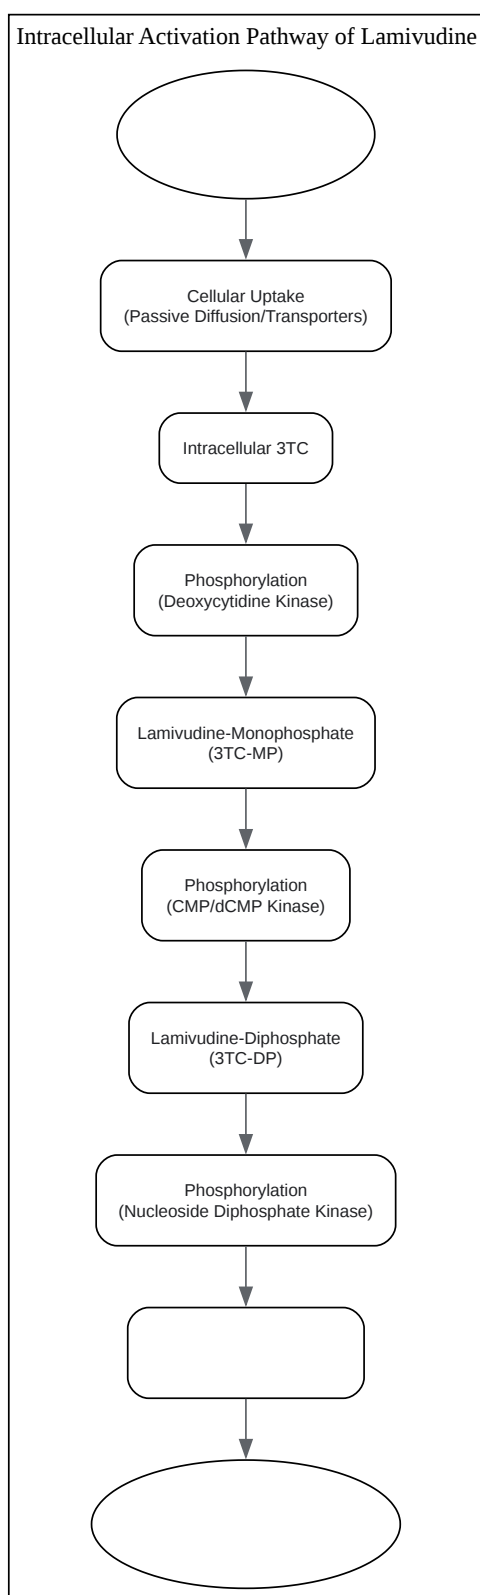 Intracellular Activation Pathway of Lamivudine
Cellular Uptake
(Passive Diffusion/Transporters)
Intracellular 3TC
Phosphorylation
(Deoxycytidine Kinase)
Lamivudine-Monophosphate
(3TC-MP)
Phosphorylation
(CMP/dCMP Kinase)
Lamivudine-Diphosphate
(3TC-DP)
Phosphorylation
(Nucleoside Diphosphate Kinase)